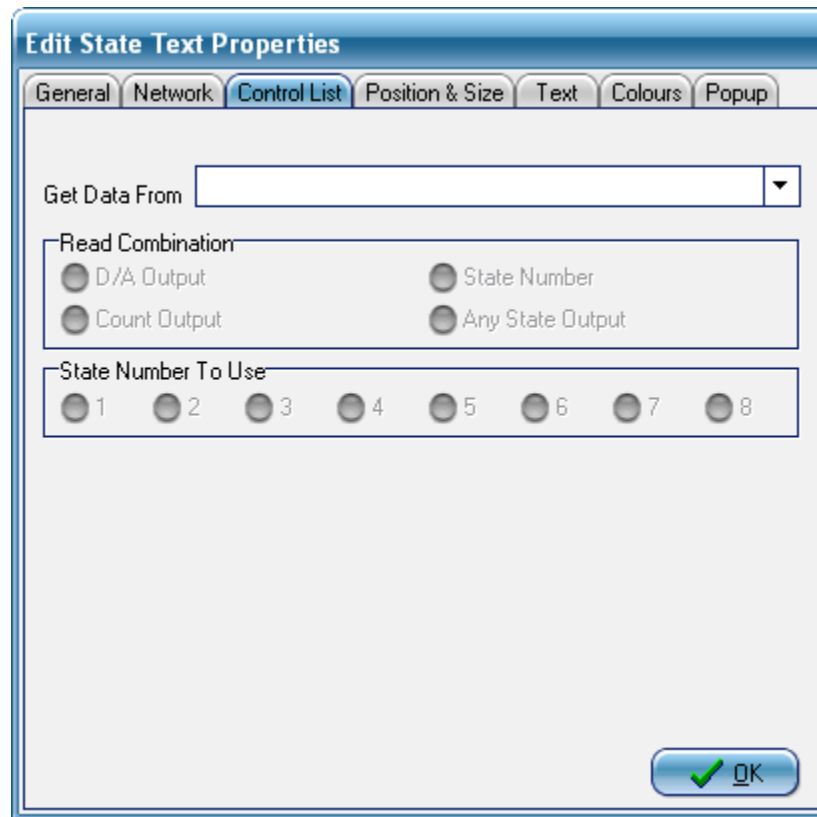 Edit State Text Properties
General Network Control List Position & Size Text Colours Popup
Get Data From
Read Combination
D/A Output State Number
Count Output Any State Output
State Number To Use
1 2 3 4 5 6 7 8
OK